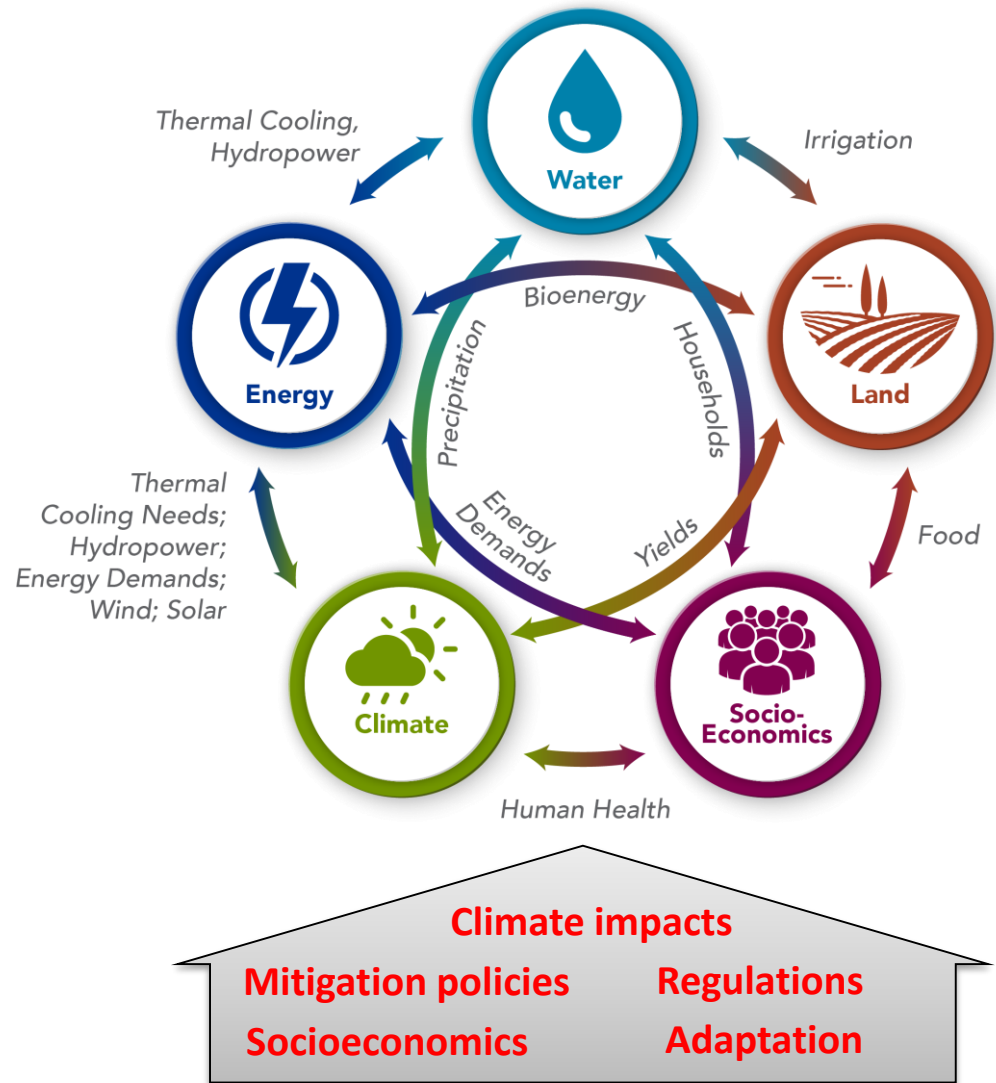 Thermal Cooling,
Hydropower
Water
Irrigation
Bioenergy
Energy
Precipitation
Households
Land
Thermal
Cooling Needs;
Hydropower;
Energy Demands;
Wind; Solar
Energy
Demands
Yields
Food
Climate
Socio-
Economics
Human Health
Climate impacts
Mitigation policies
Regulations
Socioeconomics
Adaptation